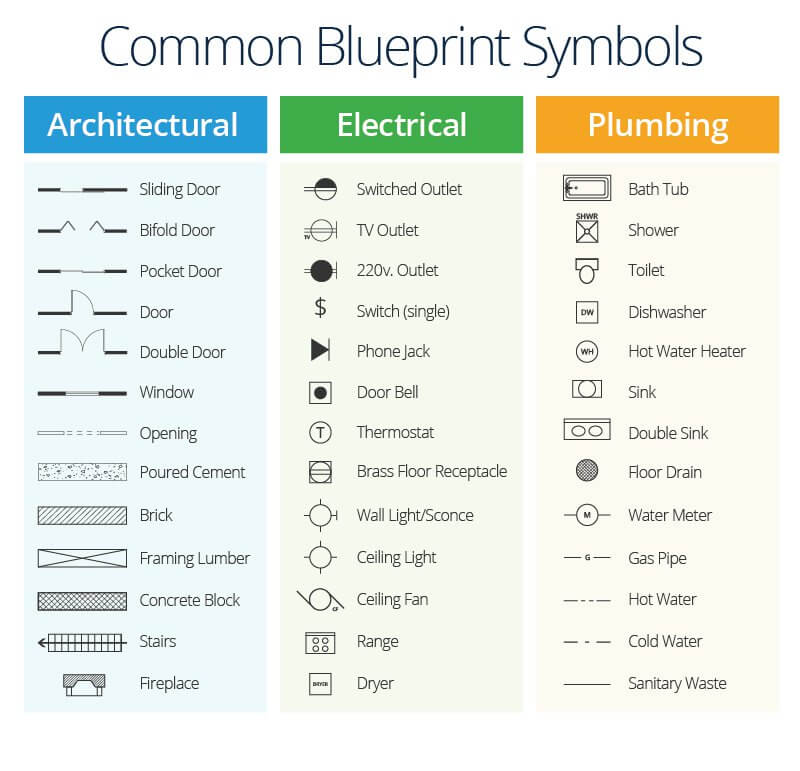 Common Blueprint Symbols
Architectural
Sliding Door
Bifold Door
Pocket Door
Door
Double Door
Window
Opening
Poured Cement
Brick
Framing Lumber
Concrete Block
Stairs
Fireplace
Electrical
Switched Outlet
TV TV Outlet
220v. Outlet
$ Switch (single)
Phone Jack
Door Bell
T Thermostat
Brass Floor Receptacle
Wall Light/Sconce
Ceiling Light
CF Ceiling Fan
Range
DRYER Dryer
Plumbing
Bath Tub
SHWR
Shower
Toilet
DW Dishwasher
WH Hot Water Heater
Sink
Double Sink
Floor Drain
M Water Meter
G Gas Pipe
Hot Water
Cold Water
Sanitary Waste